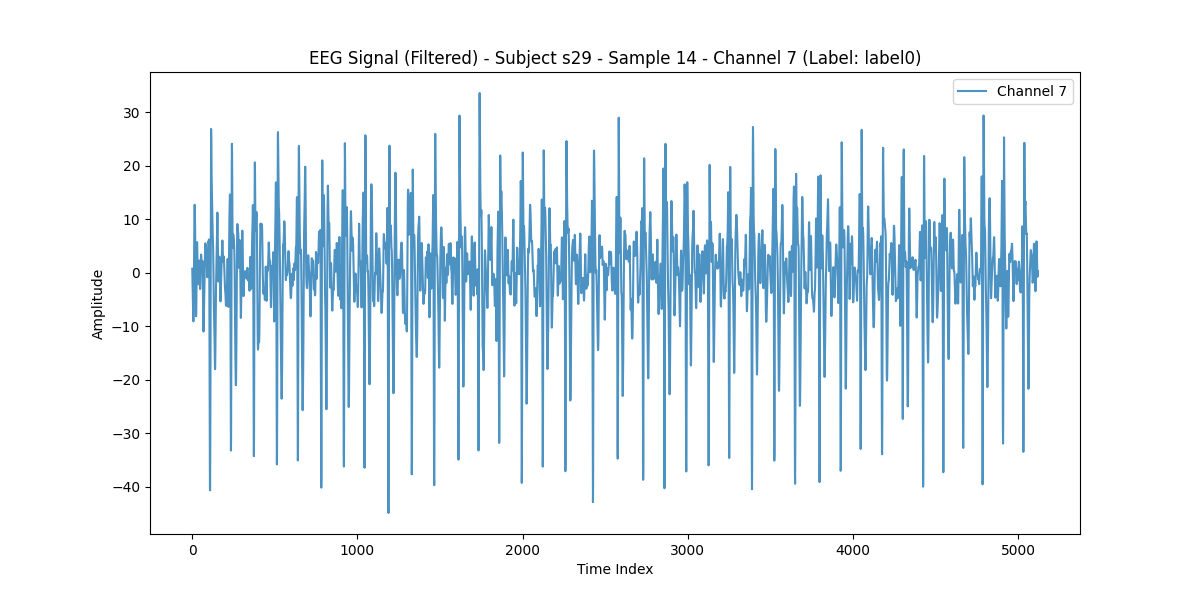 EEG Signal (Filtered) - Subject s29 - Sample 14 - Channel 7 (Label: label0)
Channel 7
30
20
10
0
−10
−20
−30
−40
Amplitude
0 1000 2000 3000 4000 5000
Time Index